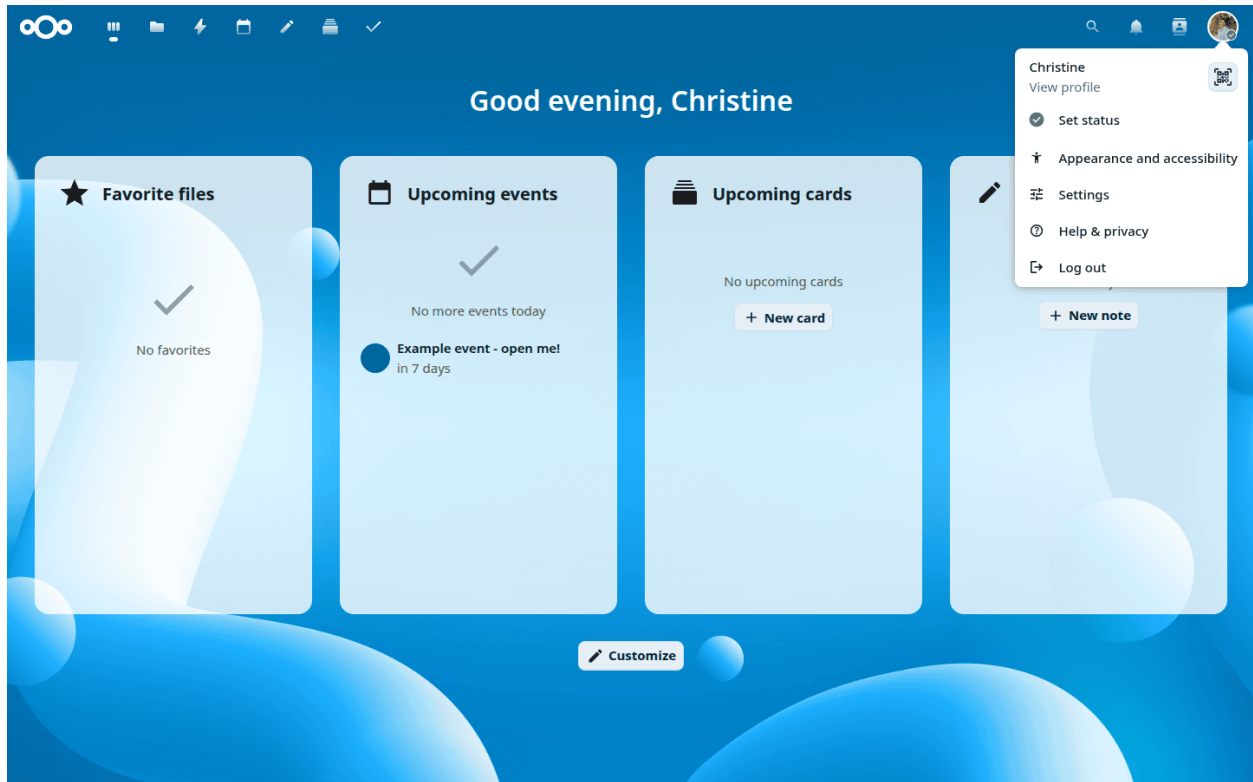 Good evening, Christine
Christine
View profile
Set status
Appearance and accessibility
Settings
Help & privacy
Log out
Favorite files
No favorites
Upcoming events
No more events today
Example event - open me!
in 7 days
Upcoming cards
No upcoming cards
+ New card
+ New note
Customize